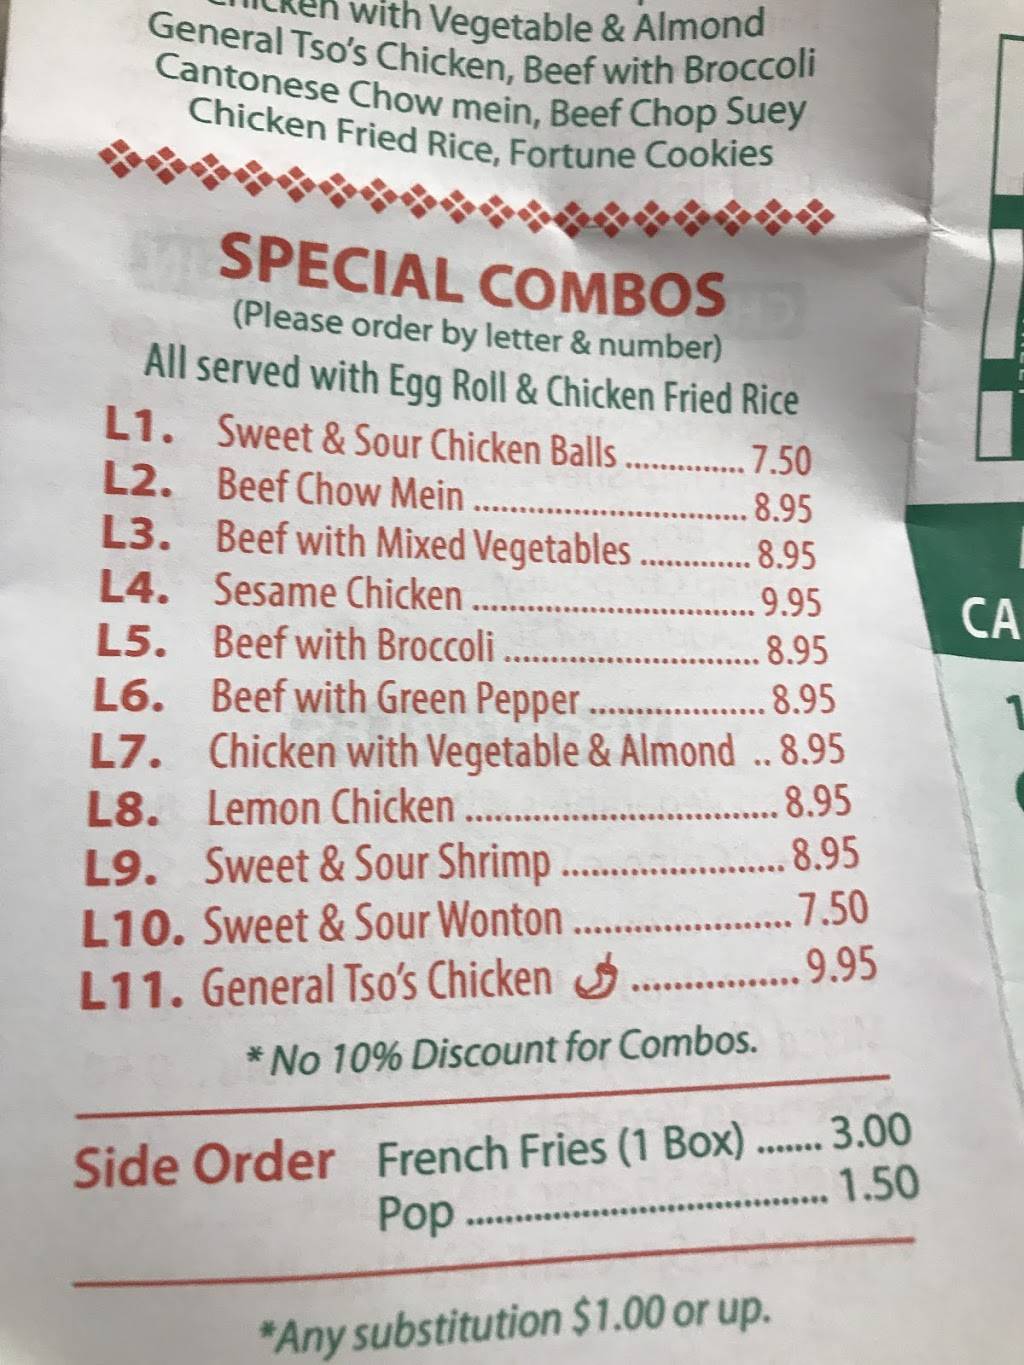 Chicken with Vegetable & Almond
General Tso's Chicken, Beef with Broccoli
Cantonese Chow mein, Beef Chop Suey
Chicken Fried Rice, Fortune Cookies
SPECIAL COMBOS
(Please order by letter & number)
All served with Egg Roll & Chicken Fried Rice
L1. Sweet & Sour Chicken Balls .............. 7.50
L2. Beef Chow Mein ................................ 8.95
L3. Beef with Mixed Vegetables ............. 8.95
L4. Sesame Chicken ................................. 9.95
L5. Beef with Broccoli .............................. 8.95
L6. Beef with Green Pepper .................... 8.95
L7. Chicken with Vegetable & Almond .. 8.95
L8. Lemon Chicken .................................... 8.95
L9. Sweet & Sour Shrimp ......................... 8.95
L10. Sweet & Sour Wonton ........................ 7.50
L11. General Tso's Chicken ................ 9.95
* No 10% Discount for Combos.
Side Order French Fries (1 Box) ....... 3.00
Pop ....................................... 1.50
*Any substitution $1.00 or up.
CA